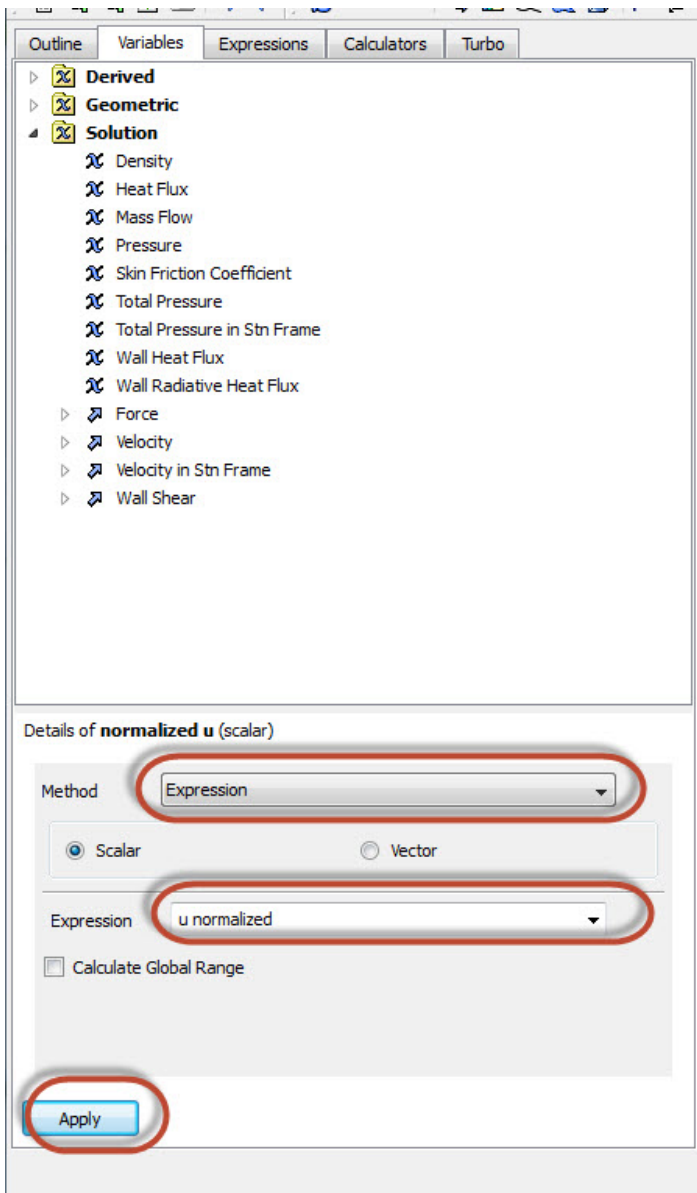 Outline Variables Expressions Calculators Turbo
Derived
Geometric
Solution
Density
Heat Flux
Mass Flow
Pressure
Skin Friction Coefficient
Total Pressure
Total Pressure in Stn Frame
Wall Heat Flux
Wall Radiative Heat Flux
Force
Velocity
Velocity in Stn Frame
Wall Shear
Details of normalized u (scalar)
Method Expression
Scalar Vector
Expression u normalized
Calculate Global Range
Apply